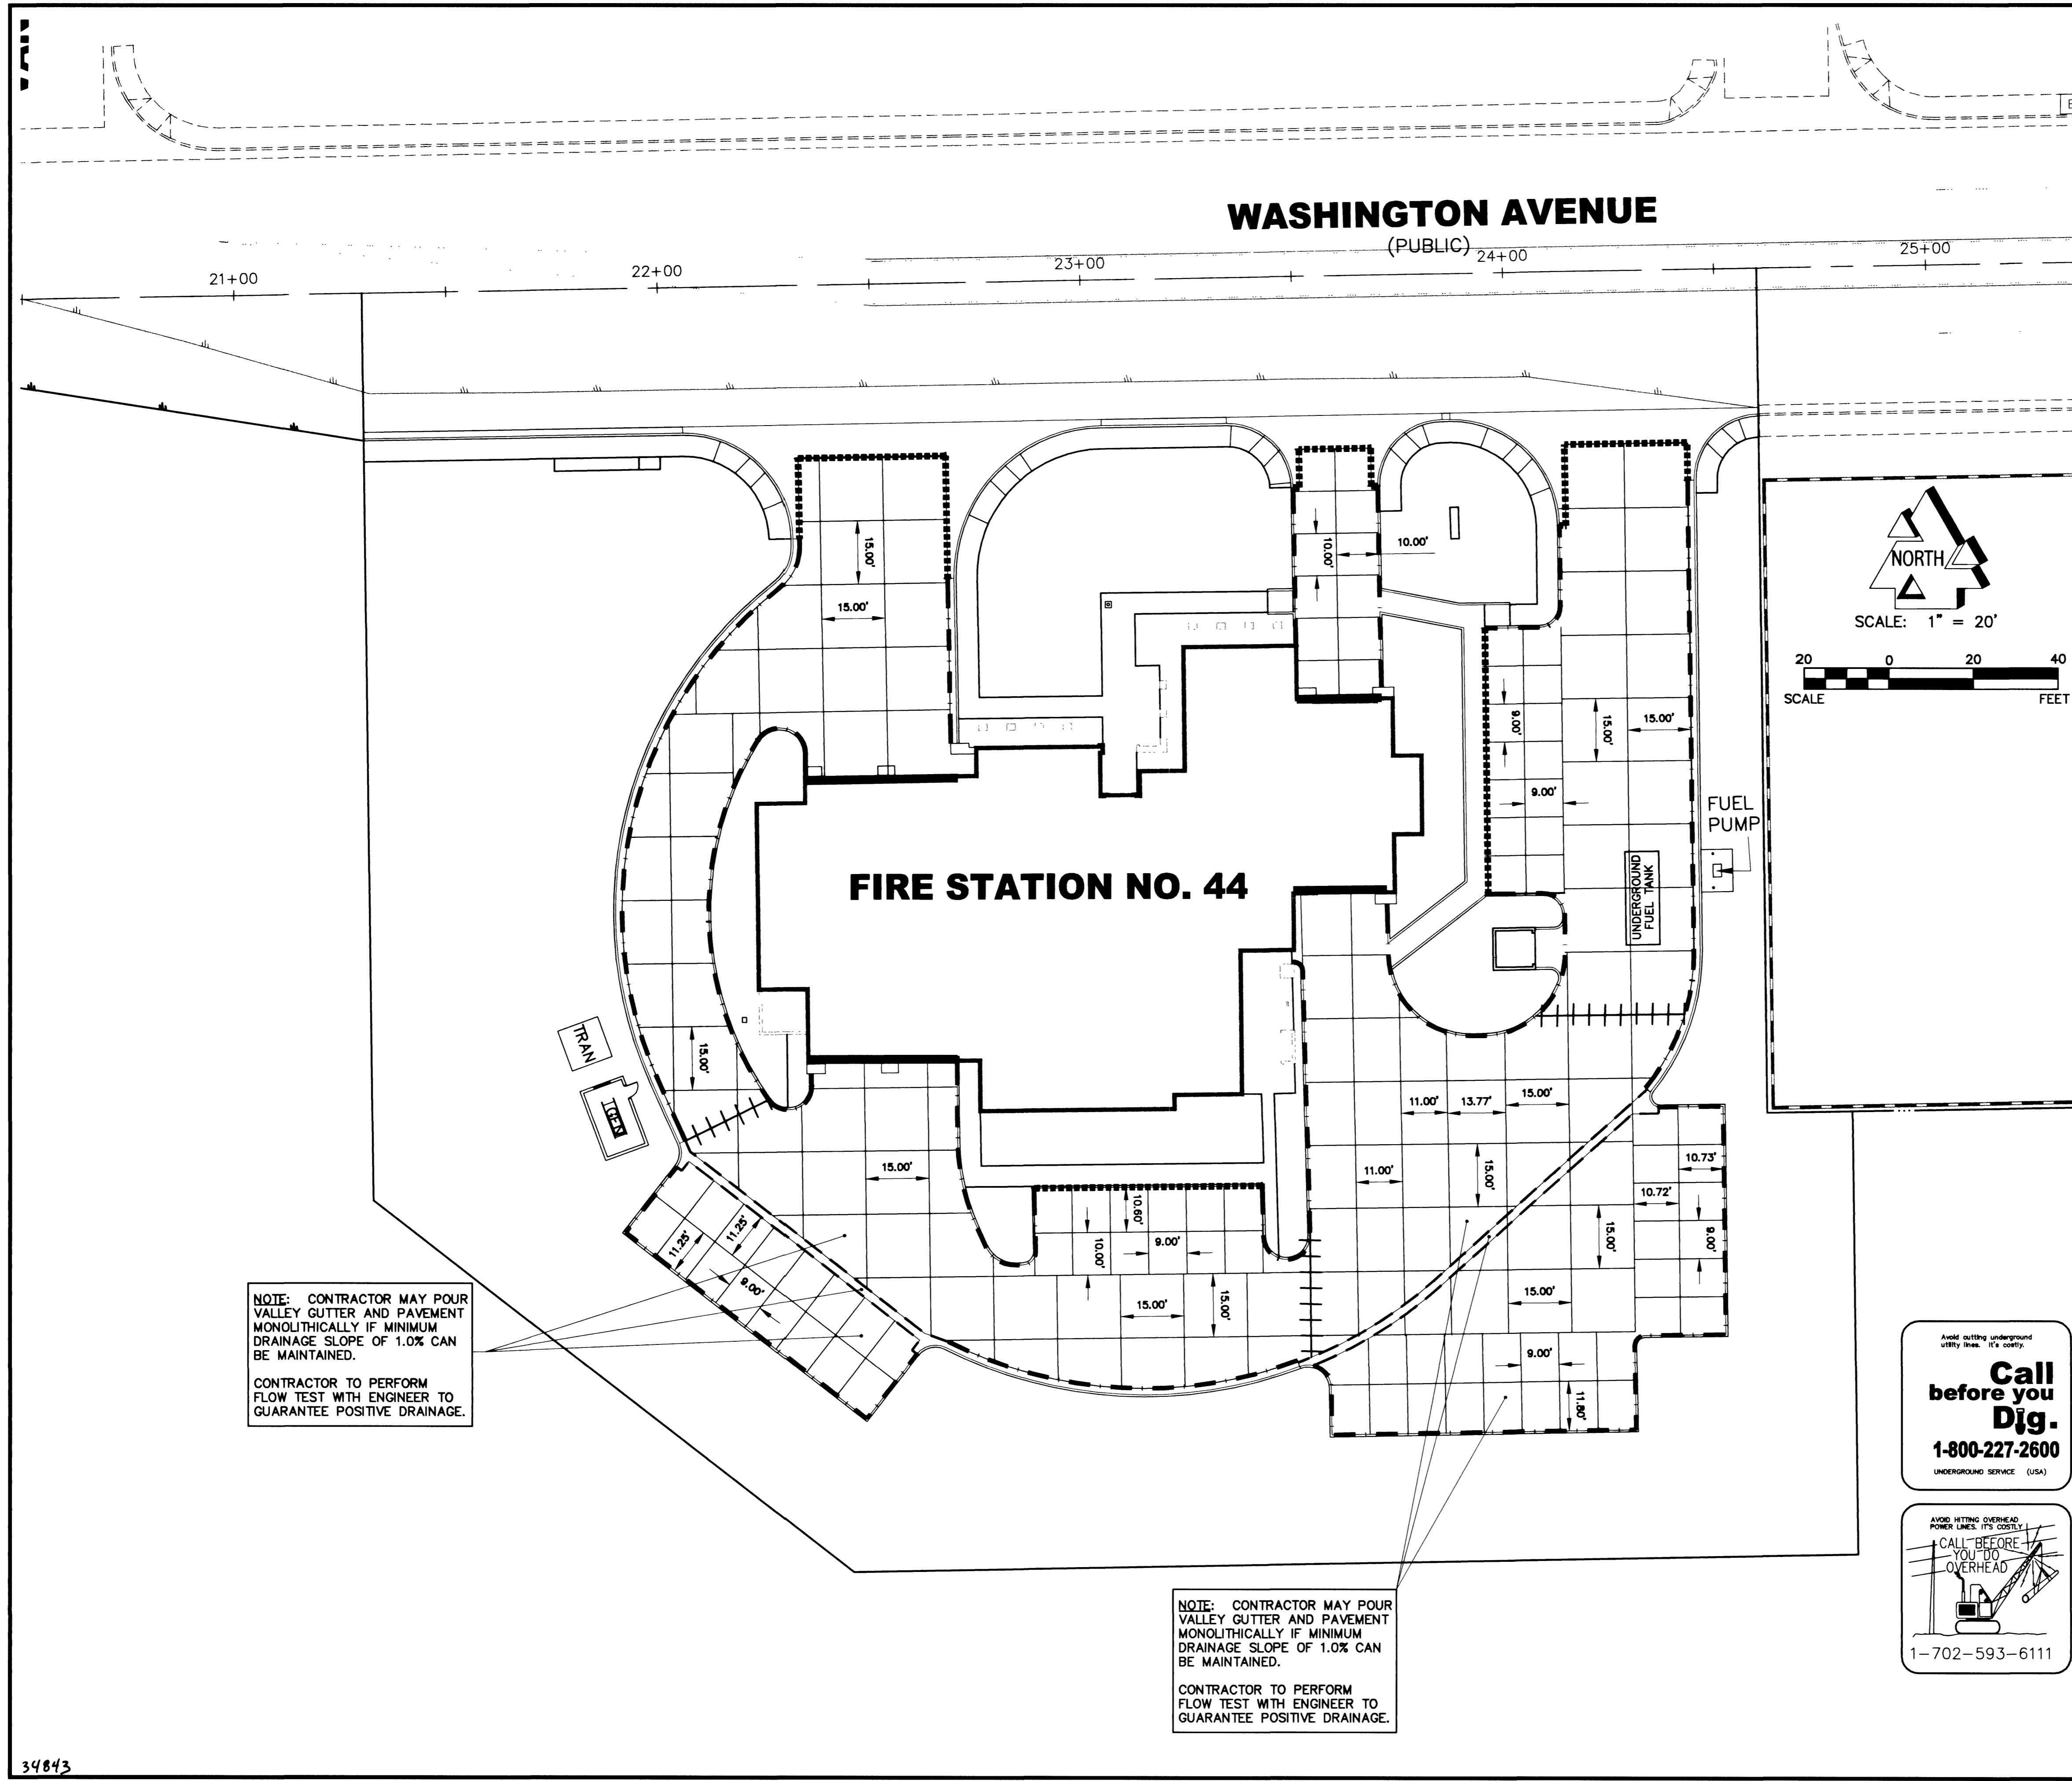 VAN
WASHINGTON AVENUE
(PUBLIC)
21+00
22+00
23+00
24+00
25+00
NORTH
SCALE: 1" = 20'
20 0 20 40
SCALE FEET
15.00'
15.00'
10.00'
10.00'
9.00'
9.00'
15.00'
15.00'
FUEL
PUMP
UNDERGROUND
FUEL TANK
FIRE STATION NO. 44
TRAN
GEN
15.00'
15.00'
11.25'
11.25'
9.00'
10.60'
10.00'
9.00'
15.00'
15.00'
11.00'
13.77'
15.00'
11.00'
15.00'
15.00'
15.00'
10.73'
10.72'
9.00'
9.00'
11.80'
NOTE: CONTRACTOR MAY POUR
VALLEY GUTTER AND PAVEMENT
MONOLITHICALLY IF MINIMUM
DRAINAGE SLOPE OF 1.0% CAN
BE MAINTAINED.
CONTRACTOR TO PERFORM
FLOW TEST WITH ENGINEER TO
GUARANTEE POSITIVE DRAINAGE.
NOTE: CONTRACTOR MAY POUR
VALLEY GUTTER AND PAVEMENT
MONOLITHICALLY IF MINIMUM
DRAINAGE SLOPE OF 1.0% CAN
BE MAINTAINED.
CONTRACTOR TO PERFORM
FLOW TEST WITH ENGINEER TO
GUARANTEE POSITIVE DRAINAGE.
Avoid cutting underground
utility lines. It's costly.
Call
before you
Dig.
1-800-227-2600
UNDERGROUND SERVICE (USA)
AVOID HITTING OVERHEAD
POWER LINES. IT'S COSTLY
CALL BEFORE
YOU DO
OVERHEAD
1-702-593-6111
34843